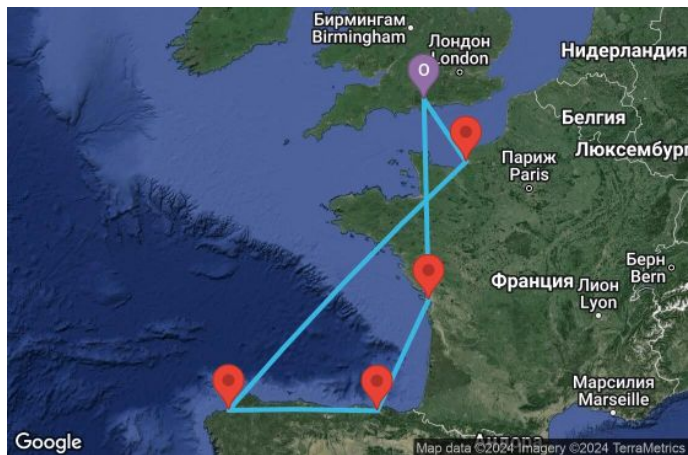 Бирмингам
Birmingham
Лондон
London
О
Нидерландия
Белгия
Люксембург
Париж
Paris
Франция
Берн
Bern
Лион
Lyon
Марсилия
Marseille
Google
Map data ©2024 Imagery ©2024 TerraMetrics